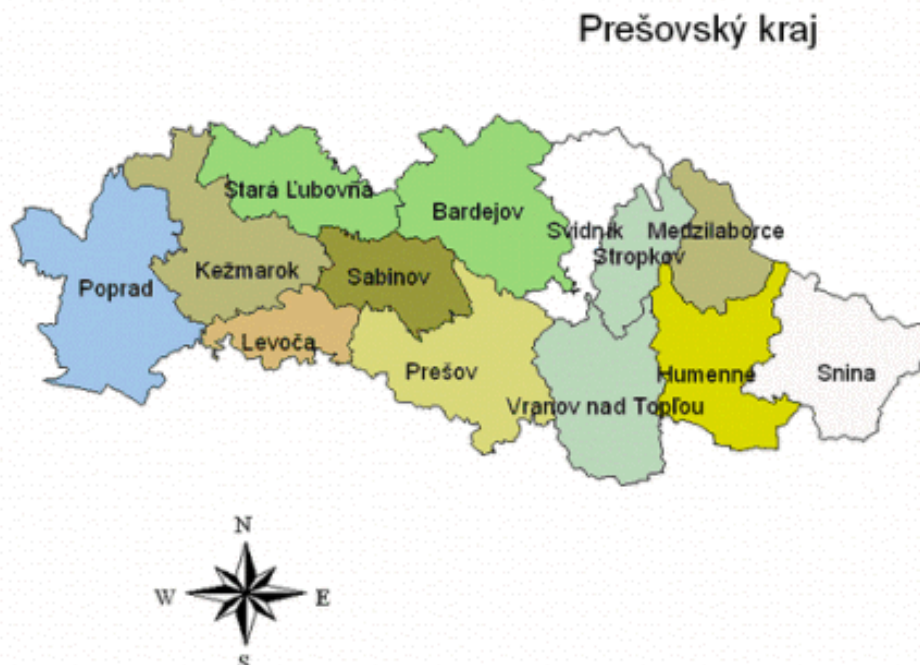 Prešovský kraj
Stará Ľubovňa
Bardejov
Svidník
Medzilaborce
Stropkov
Kežmarok
Sabinov
Poprad
Levoča
Prešov
Humenné
Snina
Vranov nad Topľou
N
W
E
S